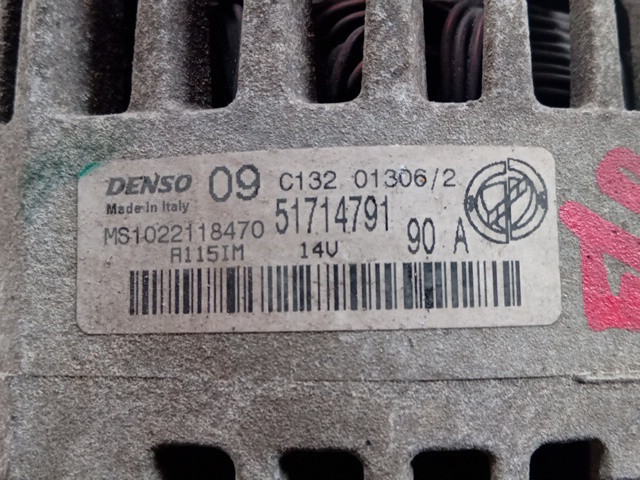 DENSO 09 C132 01306/2
Made in Italy
MS1022118470 51714791 90 A
A115IM 14V